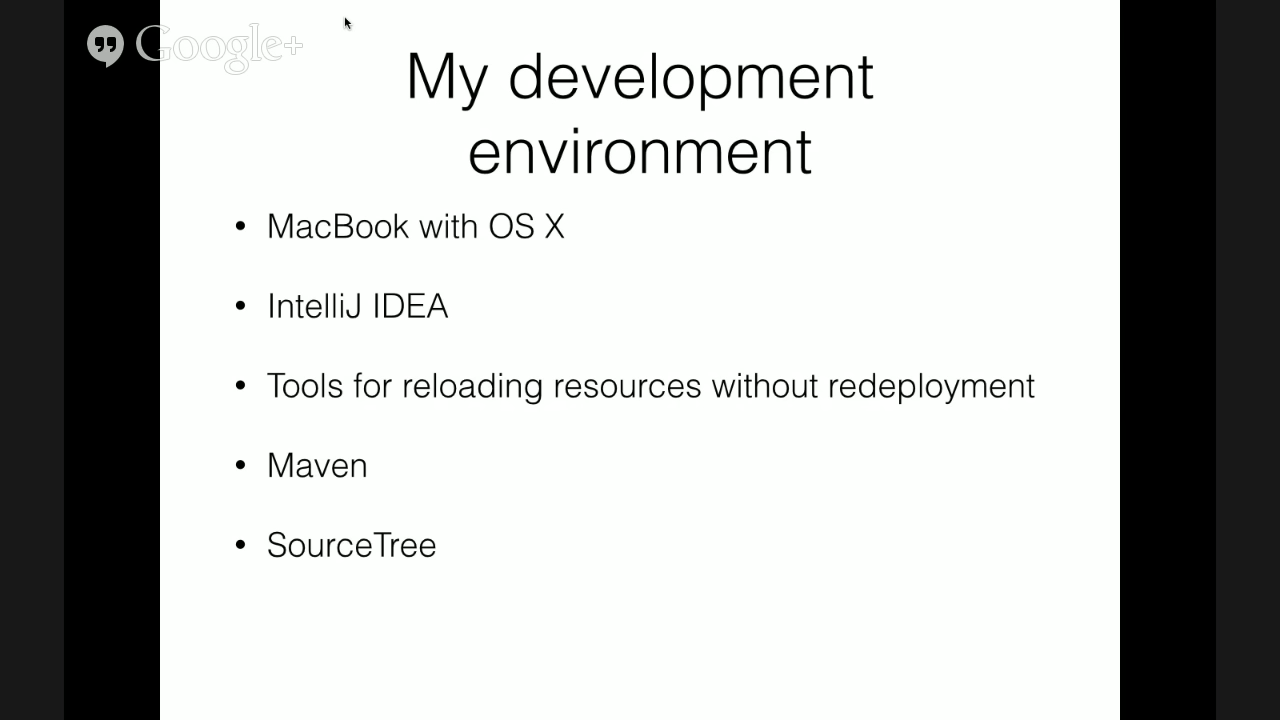 Google+
My development
environment
• MacBook with OS X
• IntelliJ IDEA
• Tools for reloading resources without redeployment
• Maven
• SourceTree